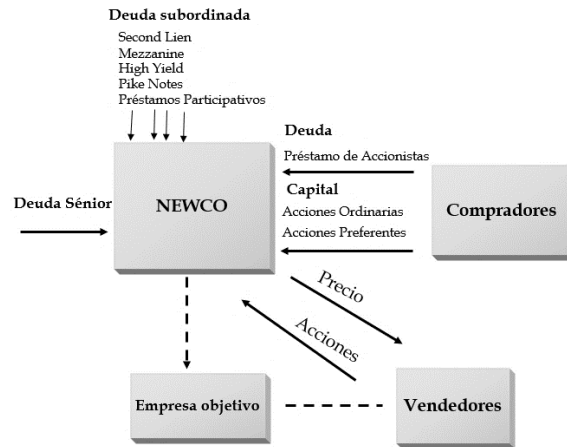 Deuda subordinada
Second Lien
Mezzanine
High Yield
Pike Notes
Préstamos Participativos
Deuda
Préstamo de Accionistas
Capital
Acciones Ordinarias
Acciones Preferentes
Deuda Sénior
NEWCO
Compradores
Precio
Acciones
Empresa objetivo
Vendedores